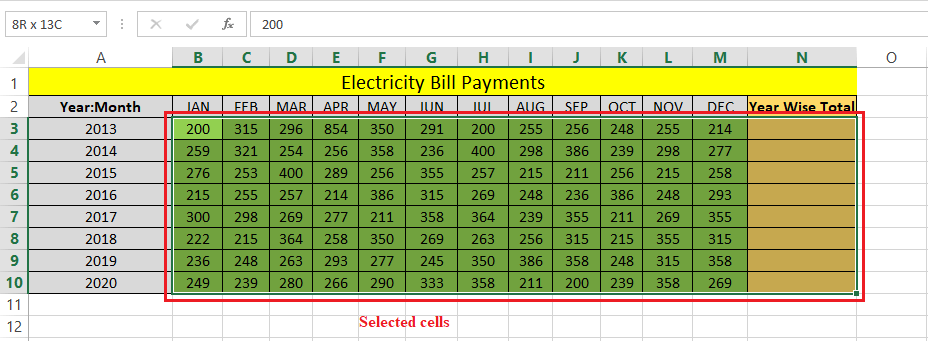 8R x 13C fx 200
A B C D E F G H I J K L M N O
1 Electricity Bill Payments
2 Year:Month JAN FEB MAR APR MAY JUN JUL AUG SEP OCT NOV DEC Year Wise Total
3 2013 200 315 296 854 350 291 200 255 256 248 255 214
4 2014 259 321 254 256 358 236 400 298 386 239 298 277
5 2015 276 253 400 289 256 355 257 215 211 256 215 258
6 2016 215 255 257 214 386 315 269 248 236 386 248 293
7 2017 300 298 269 277 211 358 364 239 355 211 269 355
8 2018 222 215 364 258 350 269 263 256 315 215 355 315
9 2019 236 248 263 293 277 245 350 386 358 248 315 358
10 2020 249 239 280 266 290 333 358 211 200 239 358 269
11
12 Selected cells